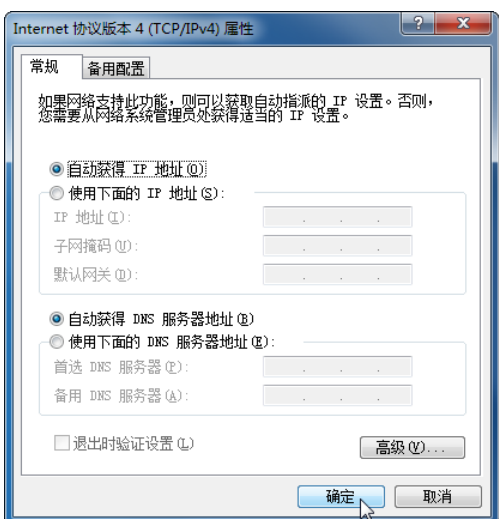 Internet 协议版本 4 (TCP/IPv4) 属性
常规
备用配置
如果网络支持此功能，则可以获取自动指派的 IP 设置。否则，
您需要从网络系统管理员处获得适当的 IP 设置。
自动获得 IP 地址(O)
使用下面的 IP 地址(S):
IP 地址(I):
子网掩码(U):
默认网关(D):
自动获得 DNS 服务器地址(B)
使用下面的 DNS 服务器地址(E):
首选 DNS 服务器(P):
备用 DNS 服务器(A):
退出时验证设置(L)
高级(V)...
确定
取消